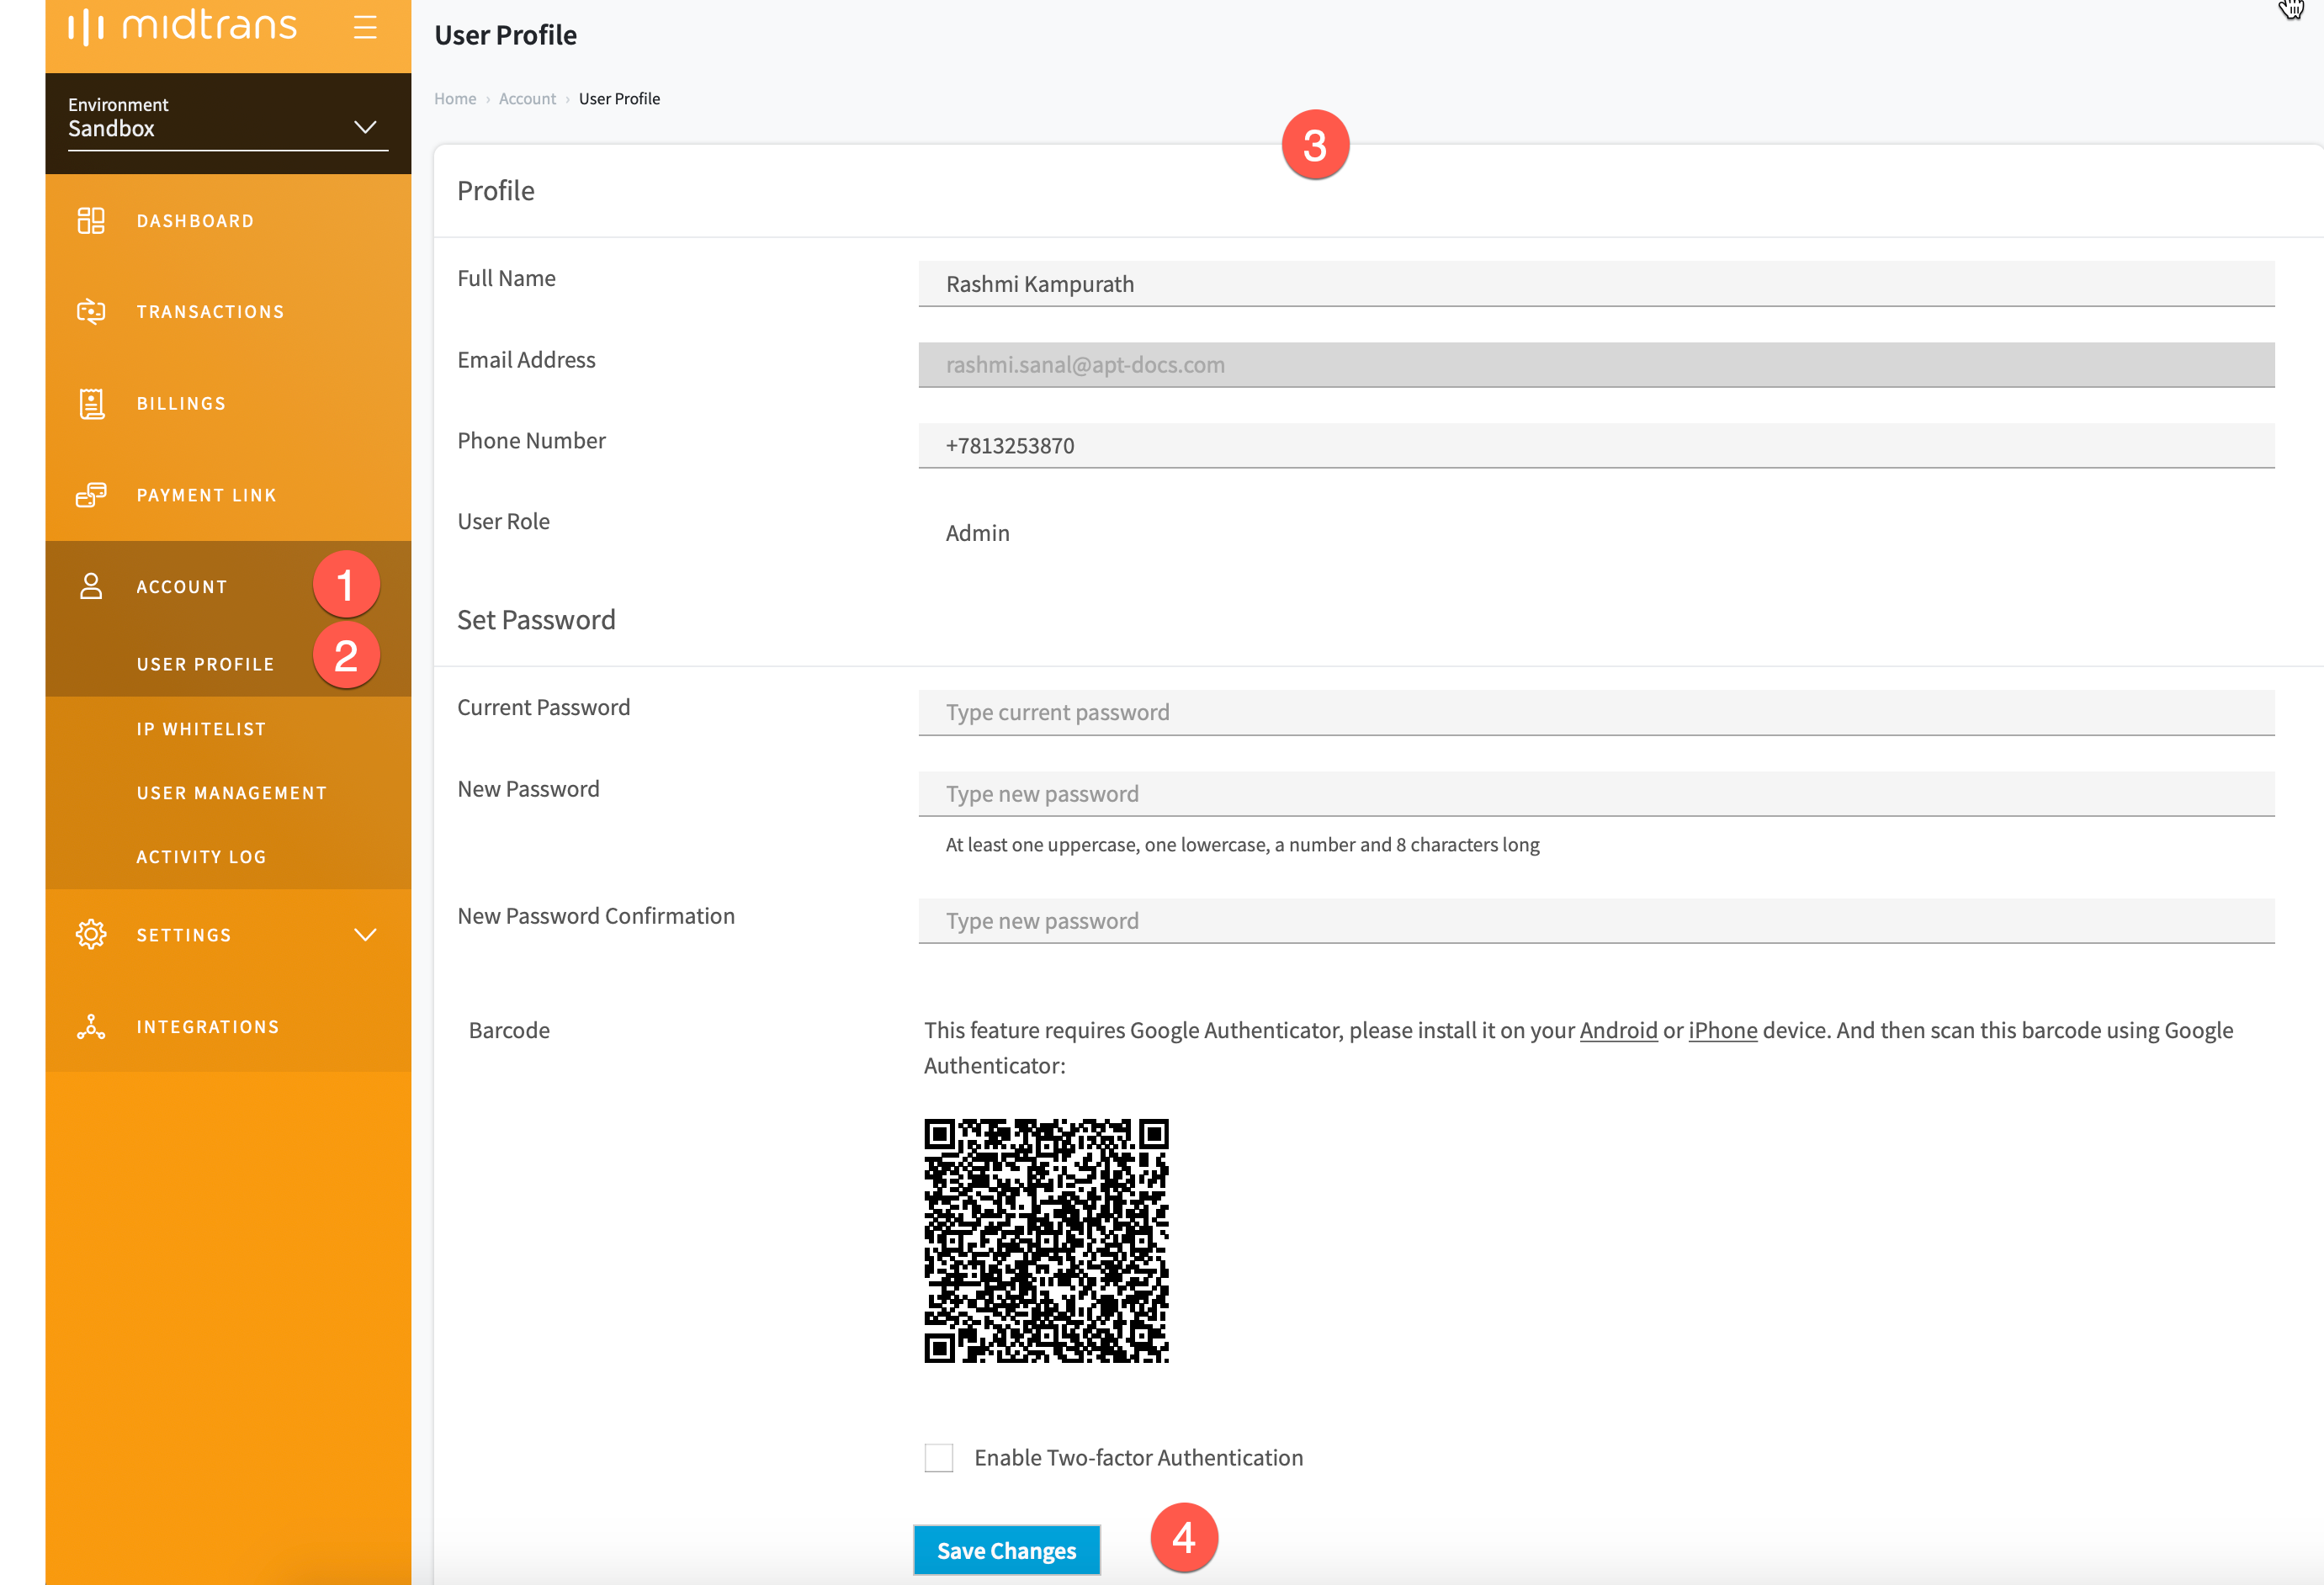 midtrans
Environment
Sandbox
DASHBOARD
TRANSACTIONS
BILLINGS
PAYMENT LINK
ACCOUNT
1
USER PROFILE
2
IP WHITELIST
USER MANAGEMENT
ACTIVITY LOG
SETTINGS
INTEGRATIONS
User Profile
Home › Account › User Profile
3
Profile
Full Name
Rashmi Kampurath
Email Address
rashmi.sanal@apt-docs.com
Phone Number
+7813253870
User Role
Admin
Set Password
Current Password
Type current password
New Password
Type new password
At least one uppercase, one lowercase, a number and 8 characters long
New Password Confirmation
Type new password
Barcode
This feature requires Google Authenticator, please install it on your Android or iPhone device. And then scan this barcode using Google
Authenticator:
Enable Two-factor Authentication
Save Changes
4